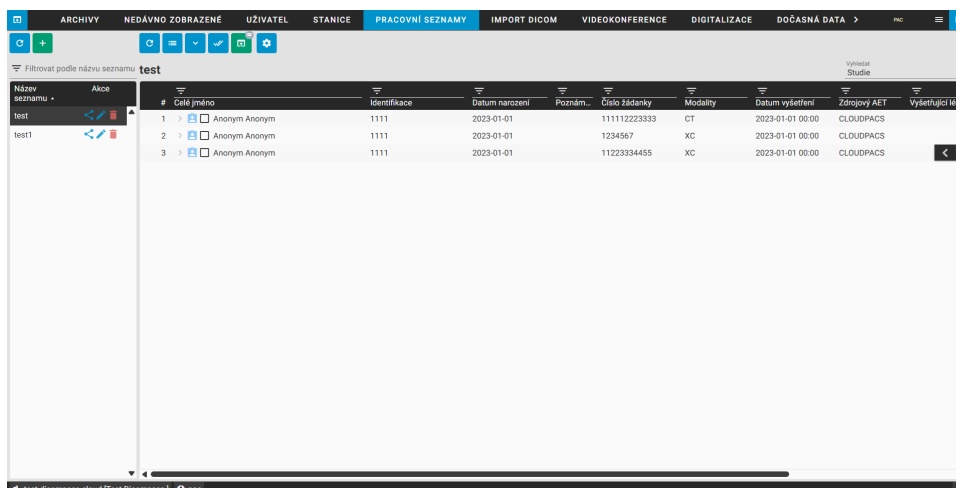 ARCHIVY NEDÁVNO ZOBRAZENÉ UŽIVATEL STANICE PRACOVNÍ SEZNAMY IMPORT DICOM VIDEOKONFERENCE DIGITALIZACE DOČASNÁ DATA PAC
Filtrovat podle názvu seznamu
test
Vyhledat
Studie
Název seznamu Akce
test
test1
# Celé jméno Identifikace Datum narození Poznám... Číslo žádanky Modality Datum vyšetření Zdrojový AET Vyšetřující lé
1 Anonym Anonym 1111 2023-01-01 111112223333 CT 2023-01-01 00:00 CLOUDPACS
2 Anonym Anonym 1111 2023-01-01 1234567 XC 2023-01-01 00:00 CLOUDPACS
3 Anonym Anonym 1111 2023-01-01 11223334455 XC 2023-01-01 00:00 CLOUDPACS